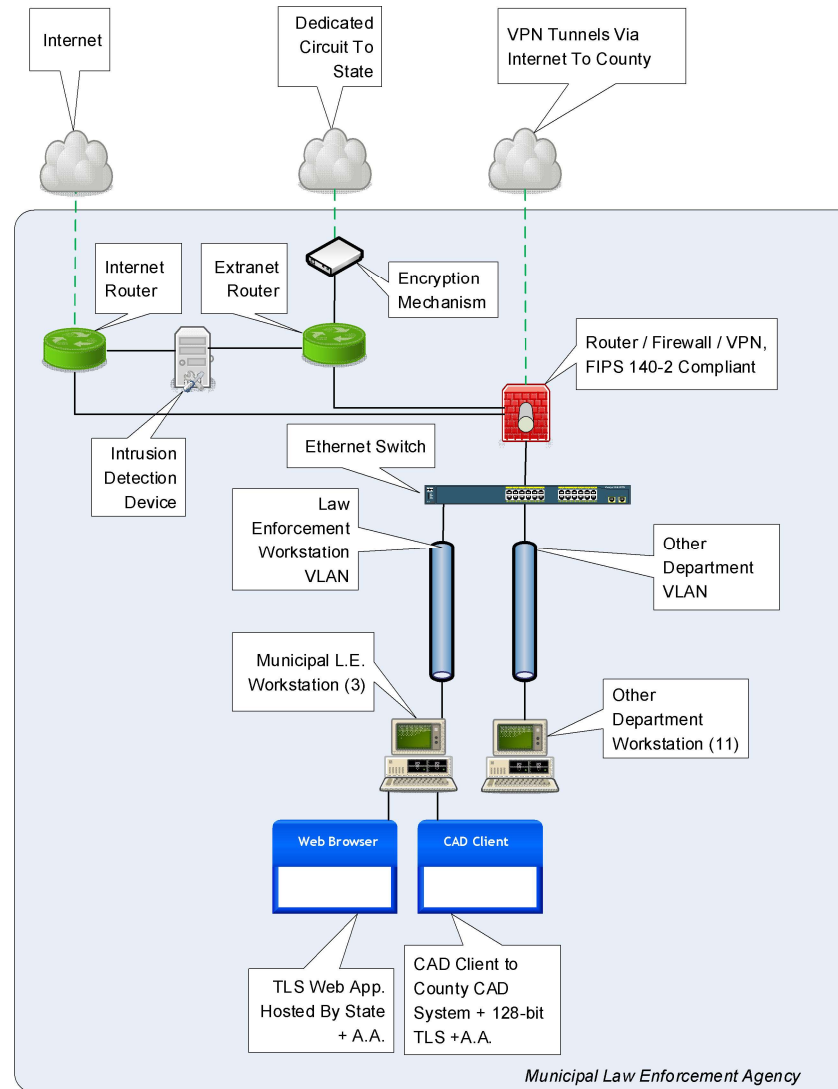 Internet
Dedicated
Circuit To
State
VPN Tunnels Via
Internet To County
Internet
Router
Extranet
Router
Encryption
Mechanism
Router / Firewall / VPN,
FIPS 140-2 Compliant
Intrusion
Detection
Device
Ethernet Switch
Law
Enforcement
Workstation
VLAN
Other
Department
VLAN
Municipal L.E.
Workstation (3)
Other
Department
Workstation (11)
Web Browser
CAD Client
TLS Web App.
Hosted By State
+ A.A.
CAD Client to
County CAD
System + 128-bit
TLS +A.A.
Municipal Law Enforcement Agency